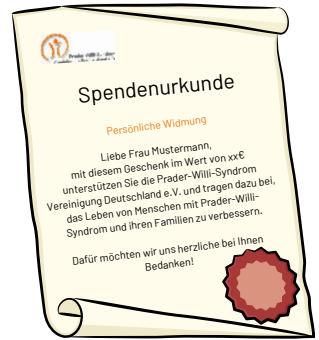 Prader-Willi-
Spendenurkunde
Persönliche Widmung
Liebe Frau Mustermann,
mit diesem Geschenk im Wert von xx€
unterstützen Sie die Prader-Willi-Syndrom
Vereinigung Deutschland e.V. und tragen dazu bei,
das Leben von Menschen mit Prader-Willi-
Syndrom und ihren Familien zu verbessern.
Dafür möchten wir uns herzliche bei Ihnen
Bedanken!